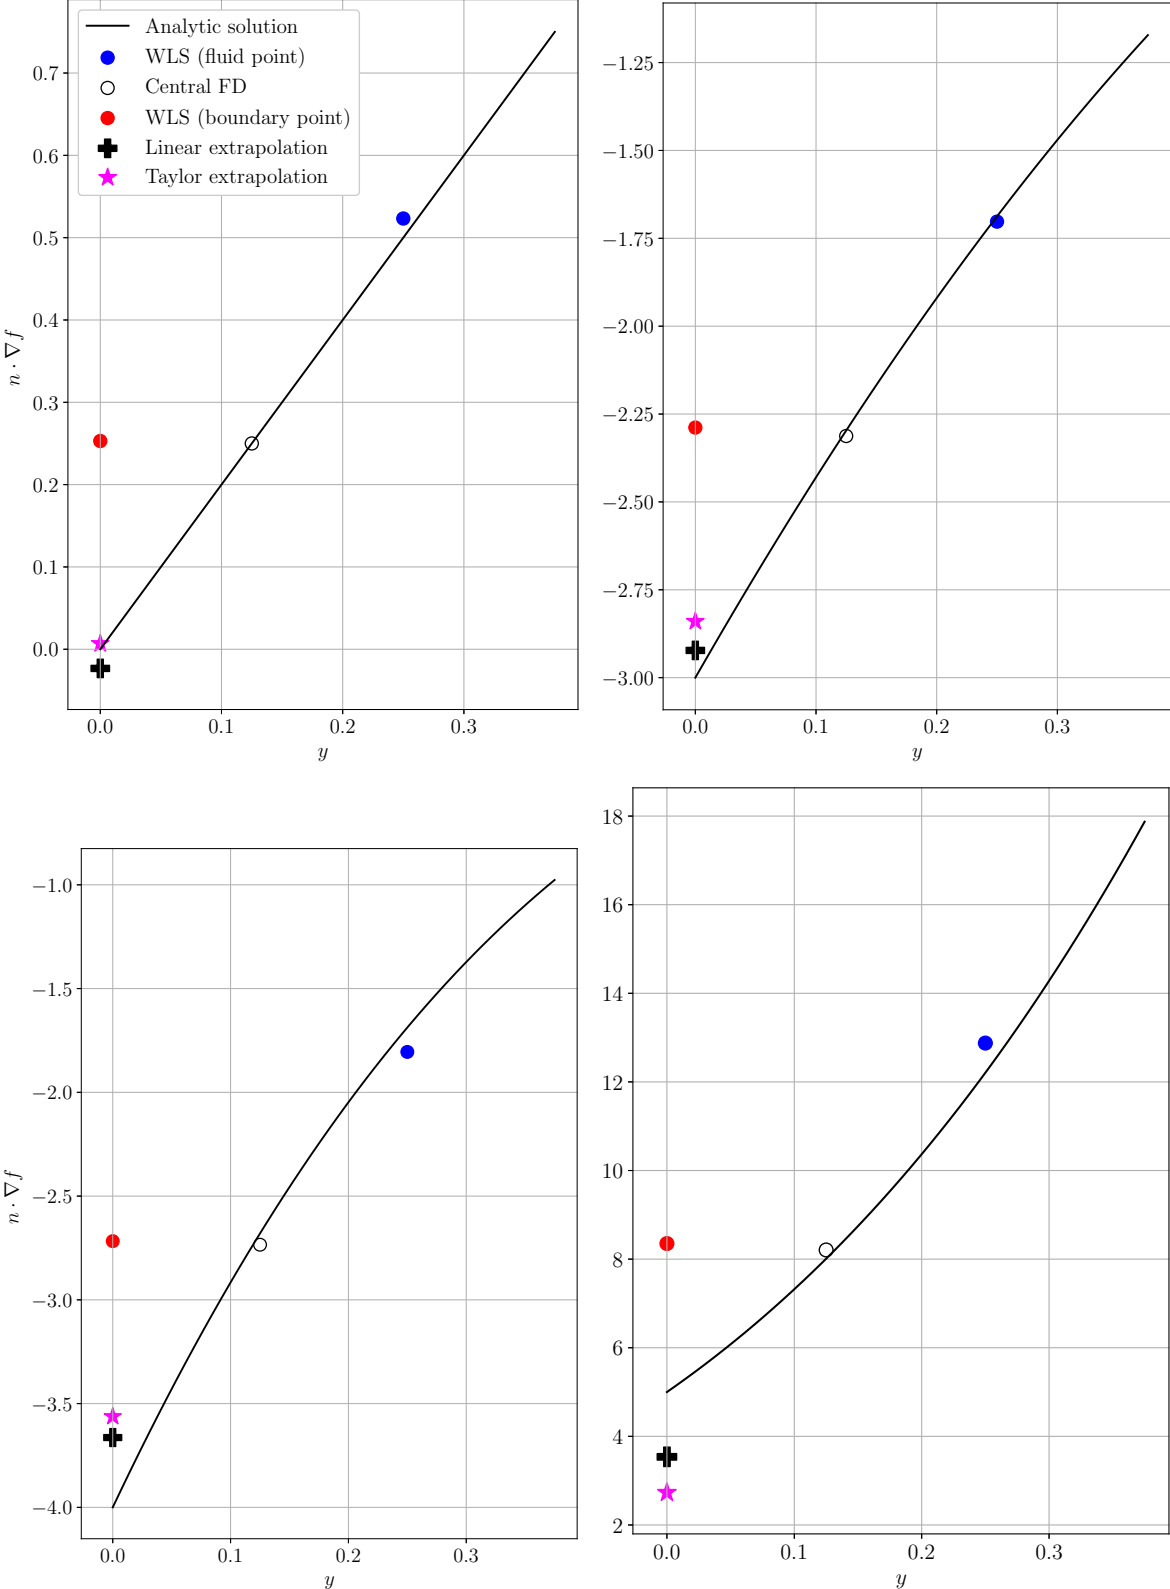 Analytic solution
WLS (fluid point)
Central FD
WLS (boundary point)
Linear extrapolation
Taylor extrapolation
0.7
0.6
0.5
0.4
0.3
0.2
0.1
0.0
n · ∇f
0.0 0.1 0.2 0.3
y
−1.25
−1.50
−1.75
−2.00
−2.25
−2.50
−2.75
−3.00
0.0 0.1 0.2 0.3
y
−1.0
−1.5
−2.0
−2.5
−3.0
−3.5
−4.0
n · ∇f
0.0 0.1 0.2 0.3
y
18
16
14
12
10
8
6
4
2
0.0 0.1 0.2 0.3
y